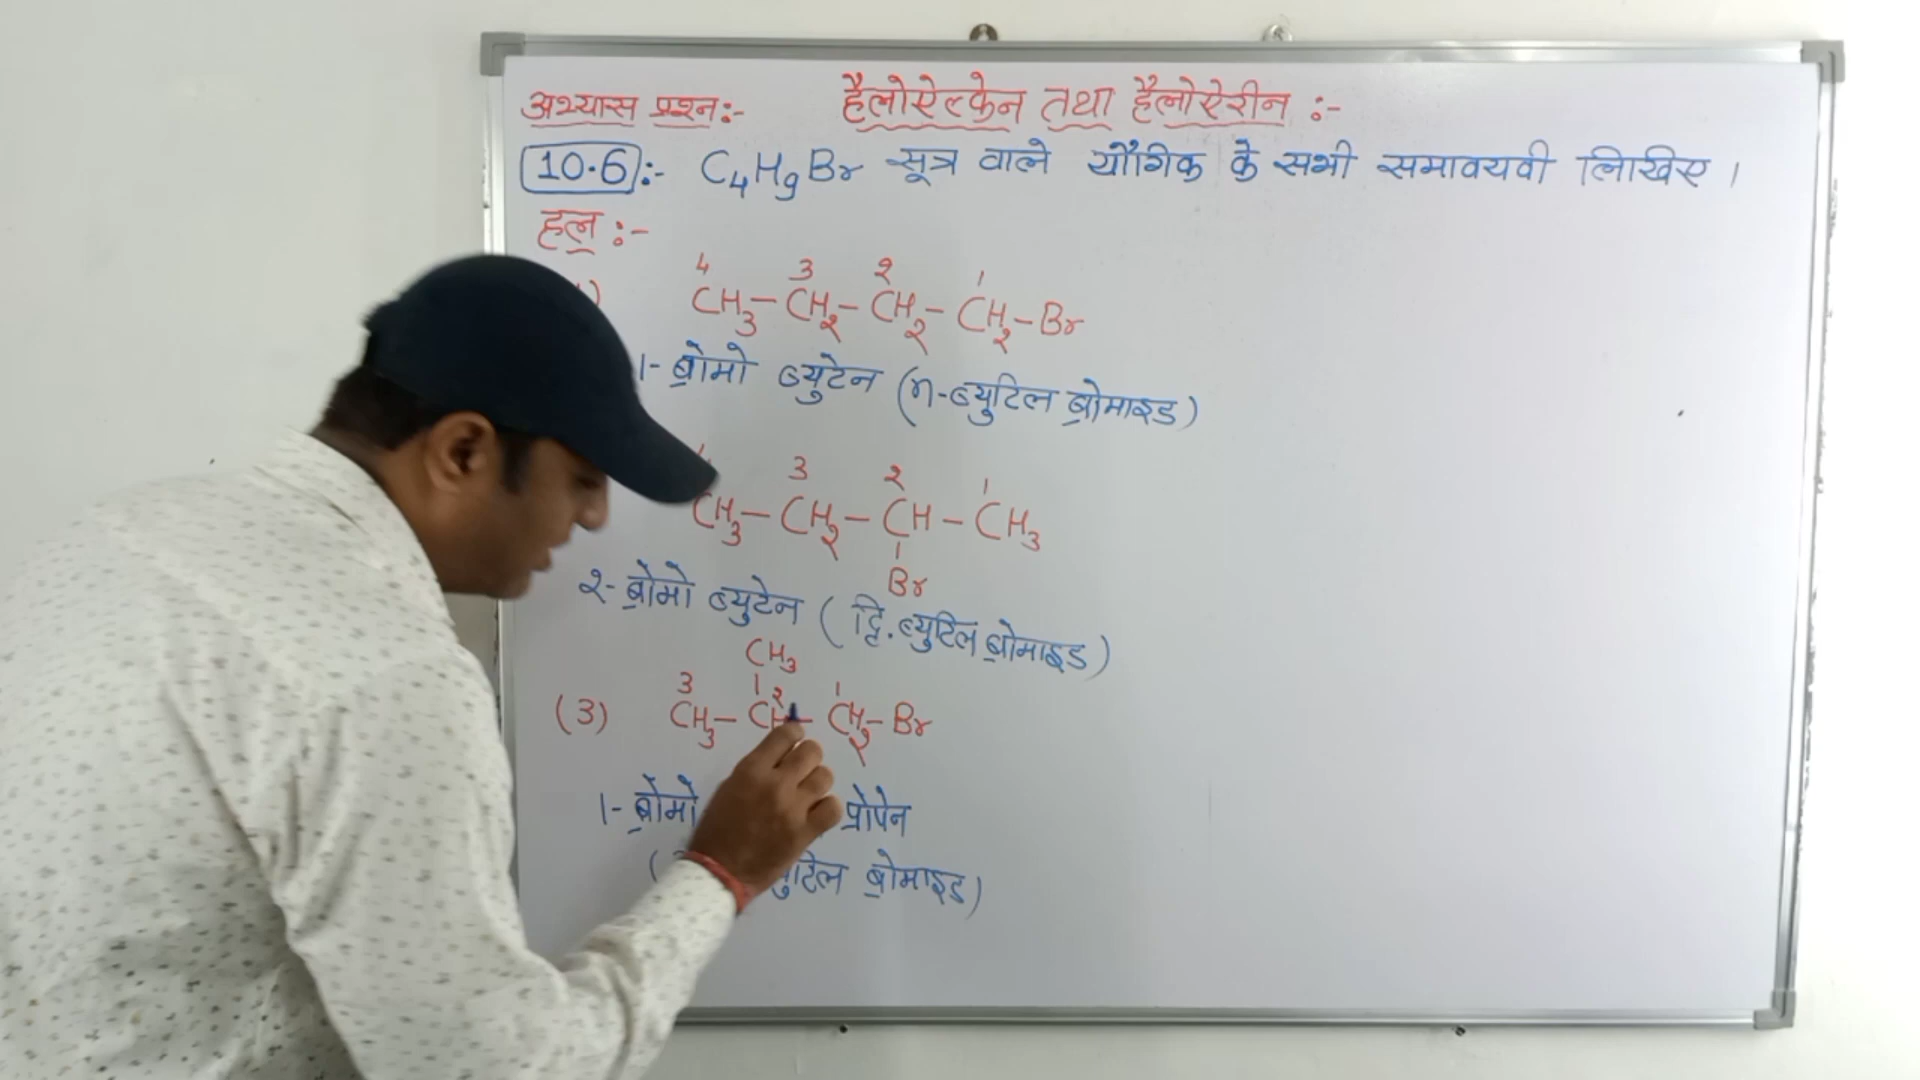 अभ्यास प्रश्न:- हैलोऐल्केन तथा हैलोऐरीन :-
10.6 :- C₄H₉Br सूत्र वाले यौगिक के सभी समावयवी लिखिए ।
हल :-
4 3 2 1
CH₃-CH₂-CH₂-CH₂-Br
1-ब्रोमो ब्युटेन (n-ब्युटिल ब्रोमाइड)
3 2 1
CH₃-CH₂-CH-CH₃
Br
2-ब्रोमो ब्युटेन ( द्वि. ब्युटिल ब्रोमाइड )
CH₃
3 2 1
(3) CH₃-CH-CH₂-Br
1-ब्रोमो प्रोपेन
ब्रोमाइड)